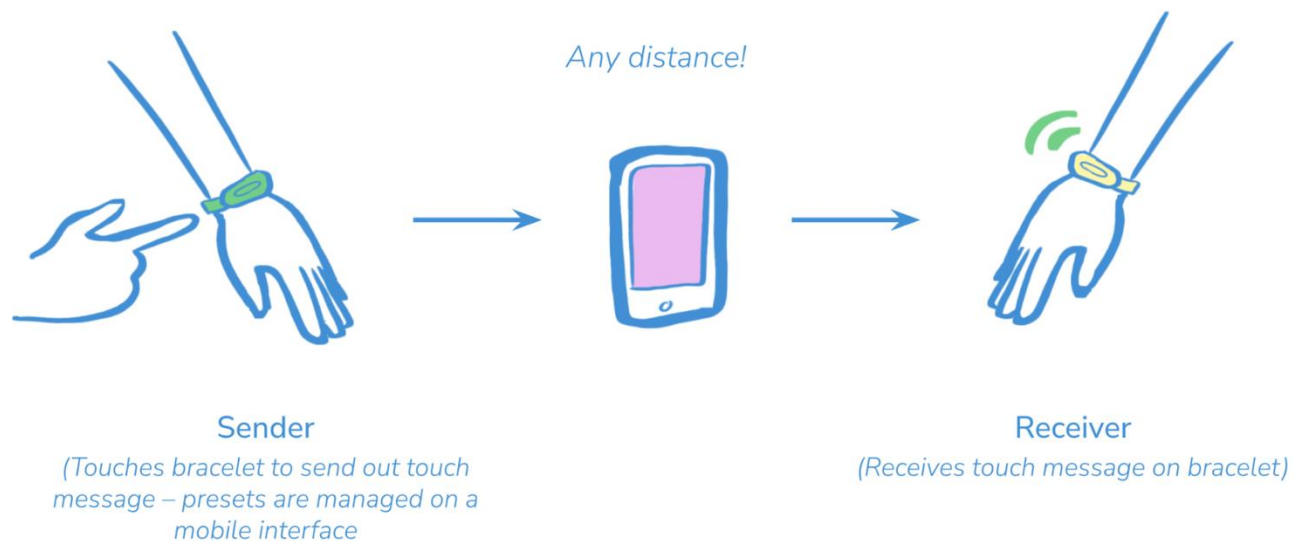 Any distance!
Sender
(Touches bracelet to send out touch
message – presets are managed on a
mobile interface
Receiver
(Receives touch message on bracelet)